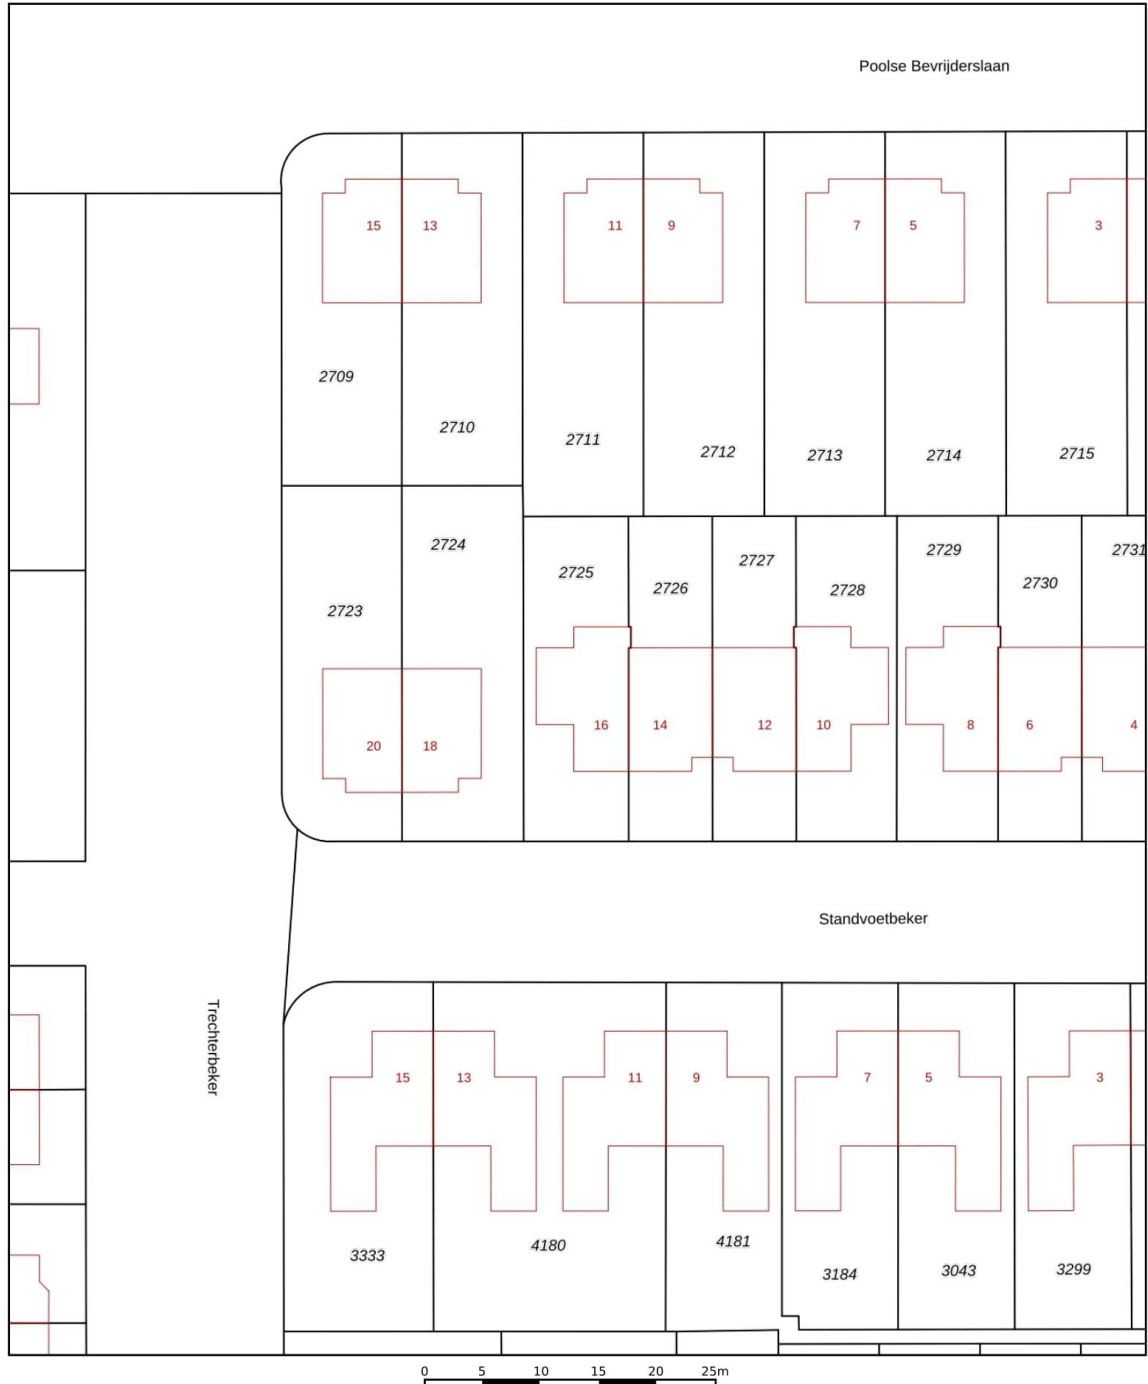 Poolse Bevrijderslaan
15 13 11 9 7 5 3
2709
2710 2711 2712 2713 2714 2715
2724 2725 2726 2727 2728 2729 2730 2731
2723
16 14 12 10 8 6 4
20 18
Standvoetbeker
Trechterbeker
15 13 11 9 7 5 3
3333 4180 4181 3184 3043 3299
0 5 10 15 20 25m